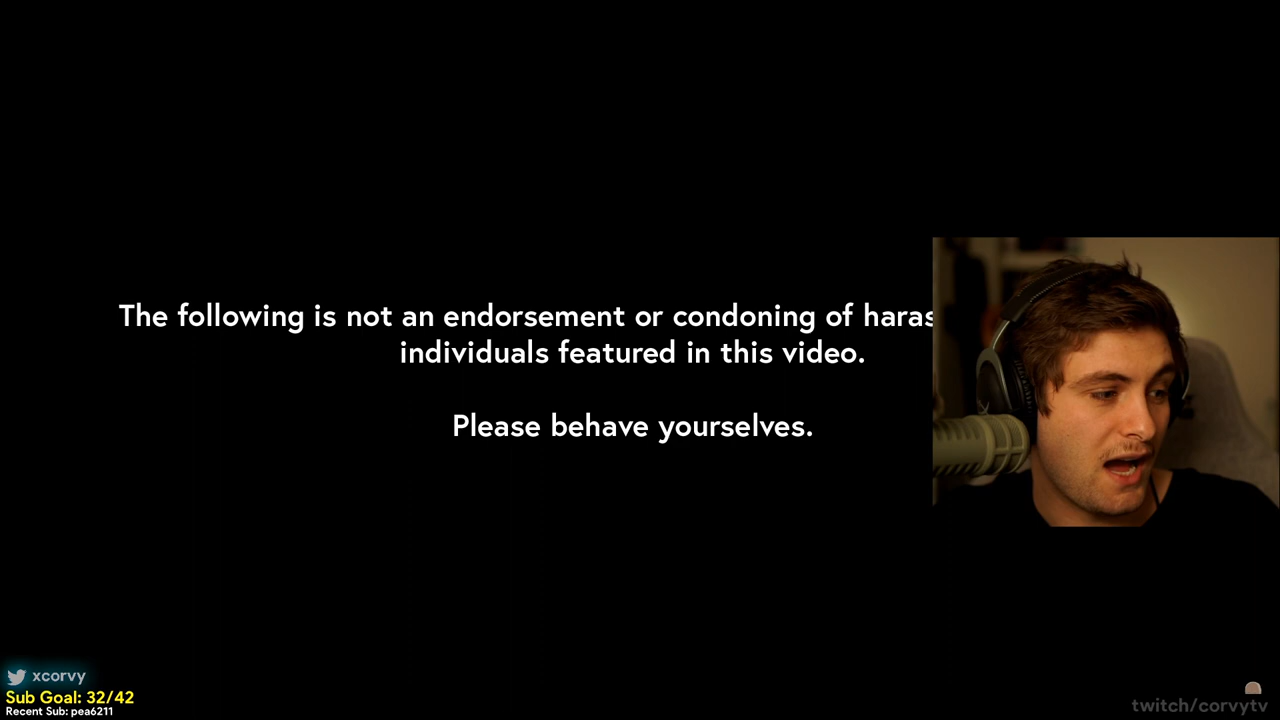 The following is not an endorsement or condoning of haras
individuals featured in this video.
Please behave yourselves.
xcorvy
Sub Goal: 32/42
Recent Sub: pea6211
twitch/corvytv